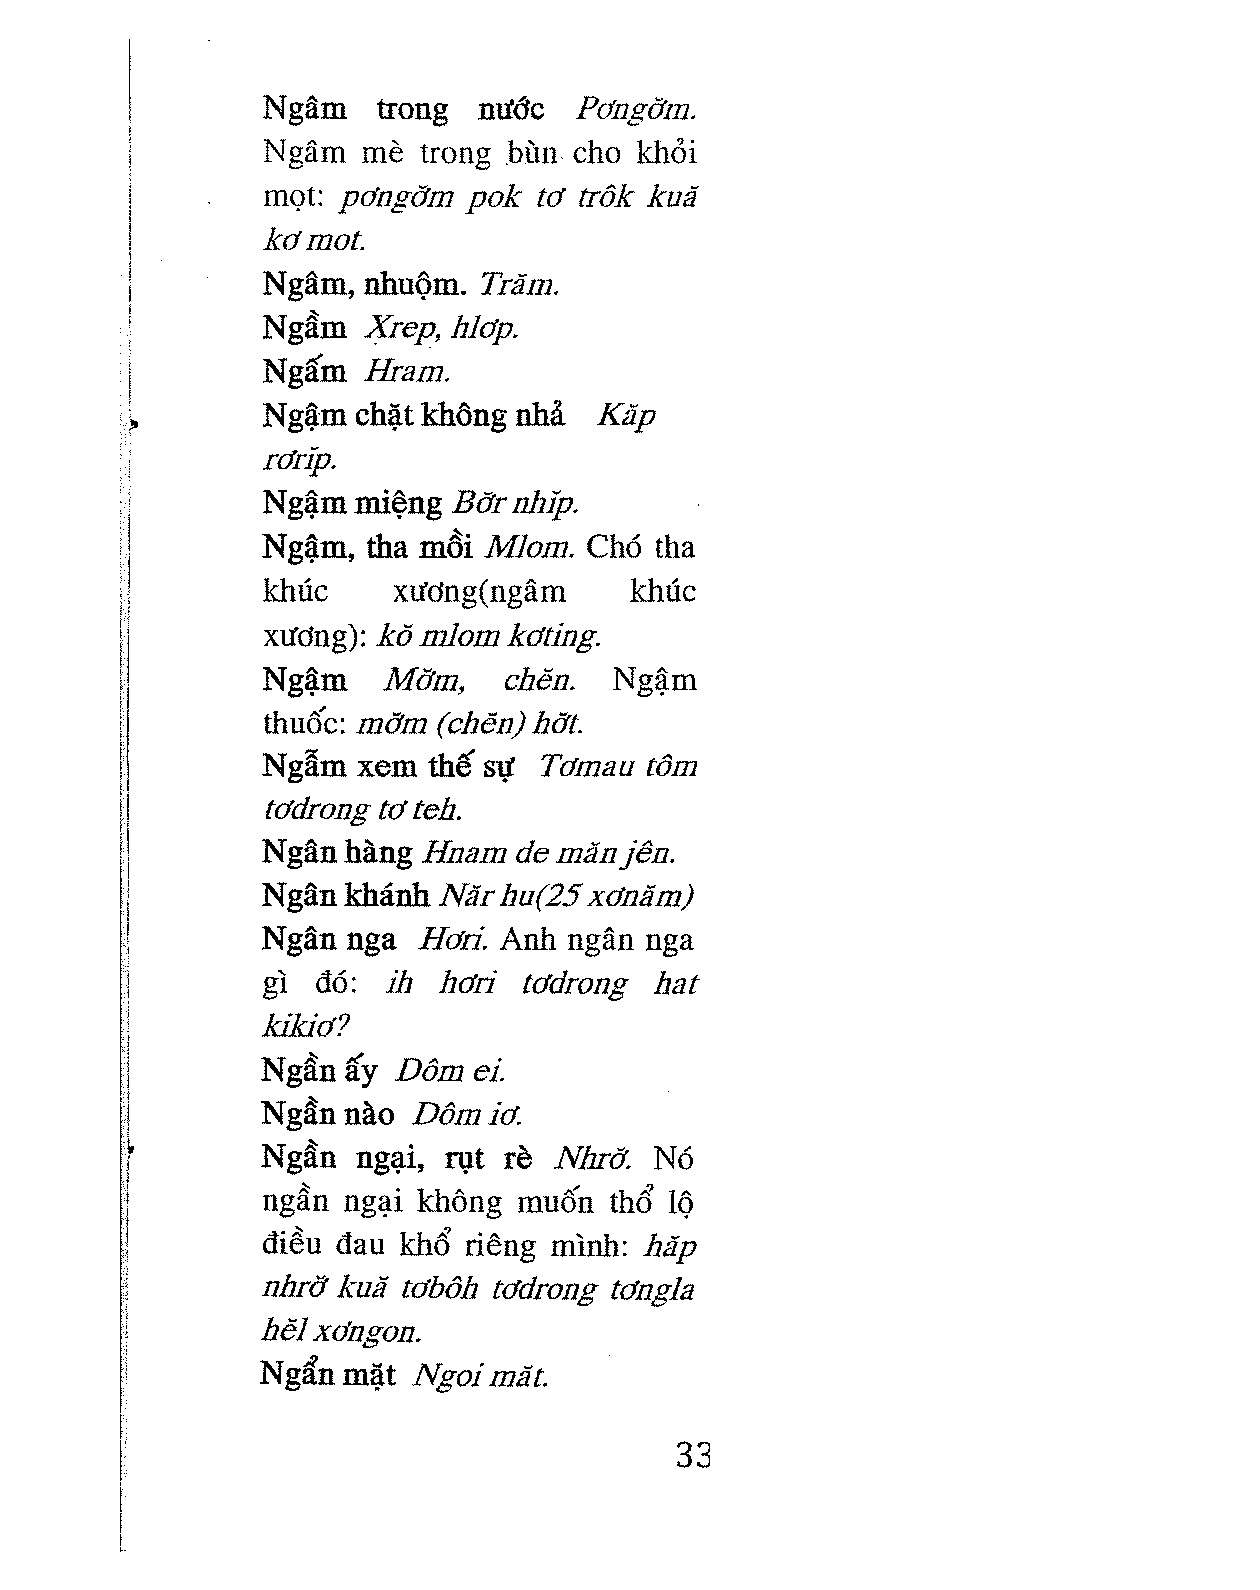 Ngâm trong nước Pơngơ̆m.
Ngâm mè trong bùn cho khỏi
mọt: pơngơ̆m pok tơ trôk kuă
kơ mot.
Ngâm, nhuộm. Trăm.
Ngầm Xrep, hlơp.
Ngấm Hram.
Ngậm chặt không nhả Kăp
rơrĭp.
Ngậm miệng Bơ̆r nhĭp.
Ngậm, tha mồi Mlom. Chó tha
khúc xương(ngâm khúc
xương): kŏ mlom kơting.
Ngậm Mơ̆m, chĕn. Ngậm
thuốc: mơ̆m (chĕn) hơ̆t.
Ngẫm xem thế sự Tơmau tôm
tơdrong tơ teh.
Ngân hàng Hnam de măn jên.
Ngân khánh Năr hu(25 xơnăm)
Ngân nga Hơri. Anh ngân nga
gì đó: ih hơri tơdrong hat
kikiơ?
Ngần ấy Dôm ei.
Ngần nào Dôm iơ.
Ngần ngại, rụt rè Nhrơ̆. Nó
ngần ngại không muốn thổ lộ
điều đau khổ riêng mình: hăp
nhrơ̆ kuă tơbôh tơdrong tơngla
hĕl xơngon.
Ngẩn mặt Ngoi măt.
33